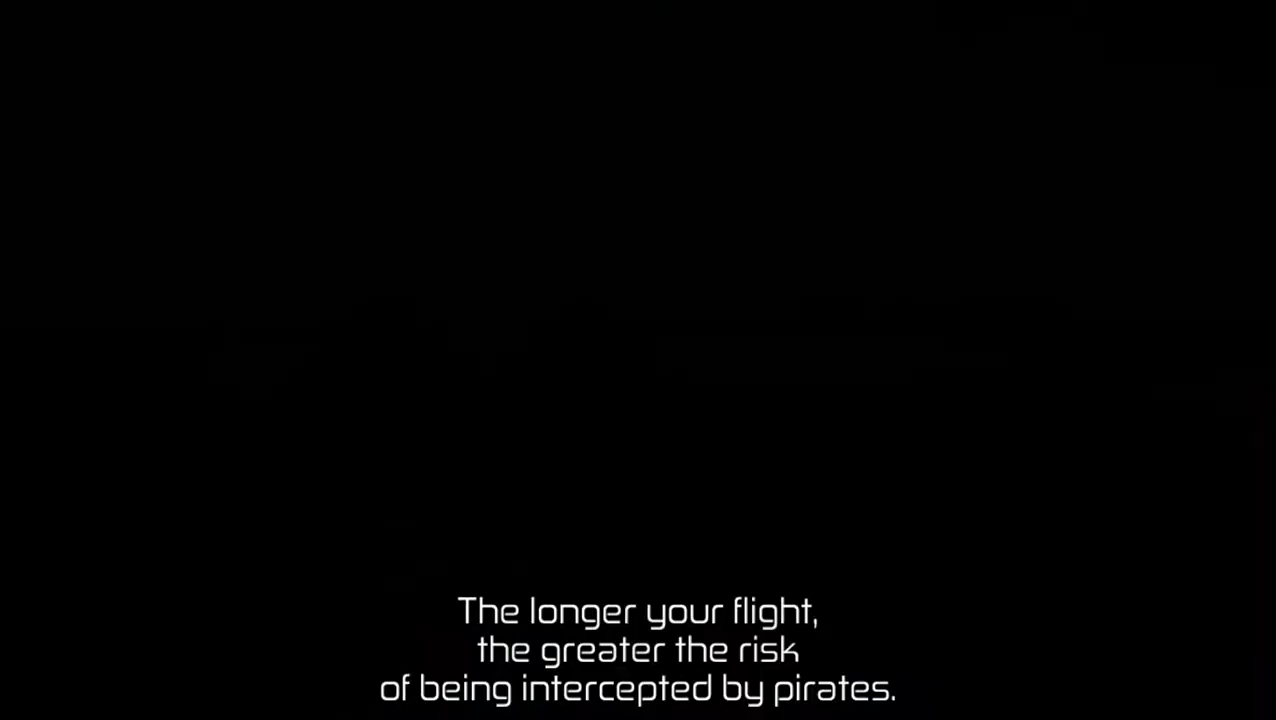 The longer your flight,
the greater the risk
of being intercepted by pirates.